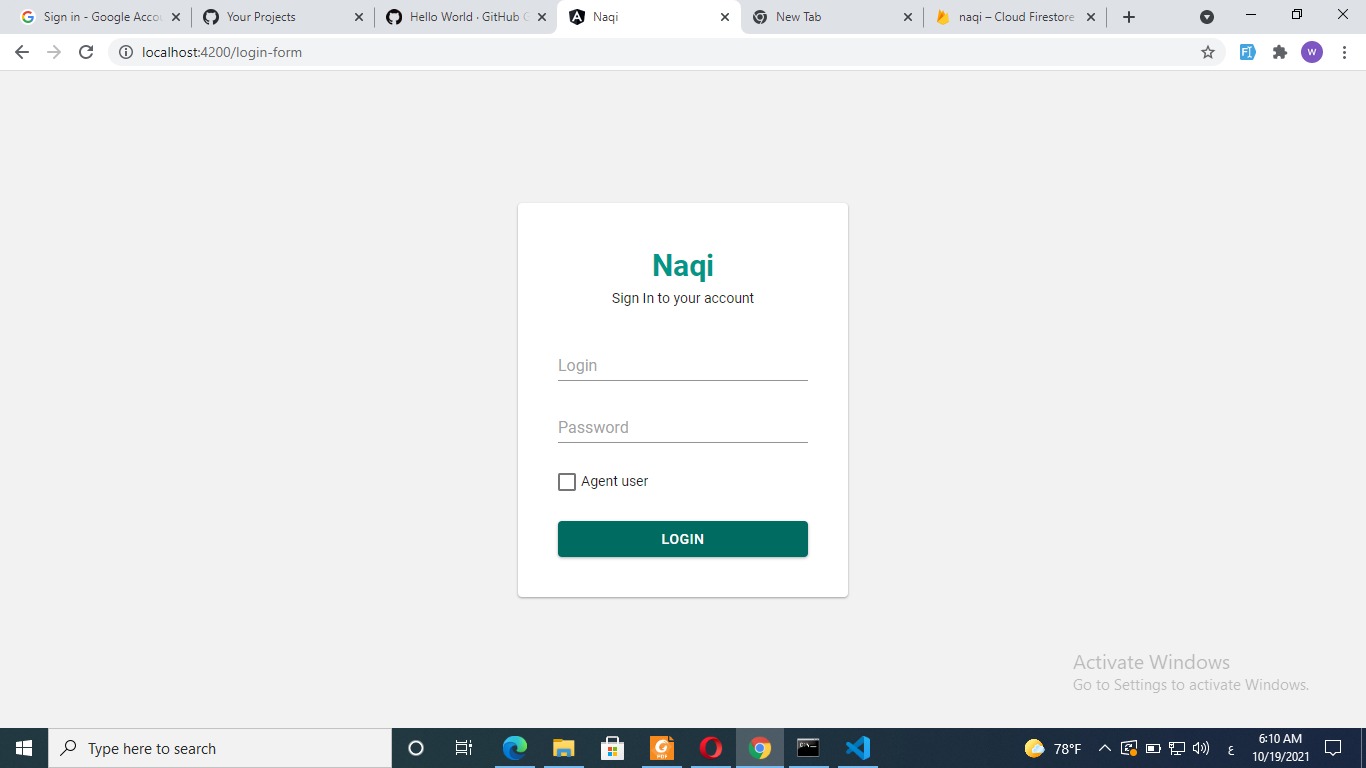 Sign in - Google Accou
Your Projects
Hello World · GitHub G
Naqi
New Tab
naqi – Cloud Firestore
localhost:4200/login-form
W
Naqi
Sign In to your account
Login
Password
Agent user
LOGIN
Activate Windows
Go to Settings to activate Windows.
Type here to search
PDF
78°F
ع
6:10 AM
10/19/2021